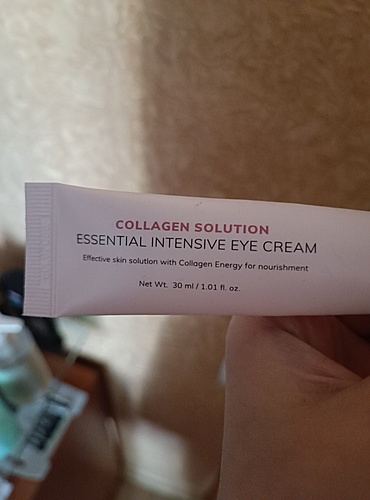 COLLAGEN SOLUTION
ESSENTIAL INTENSIVE EYE CREAM
Effective skin solution with Collagen Energy for nourishment
Net Wt. 30 ml / 1.01 fl. oz.